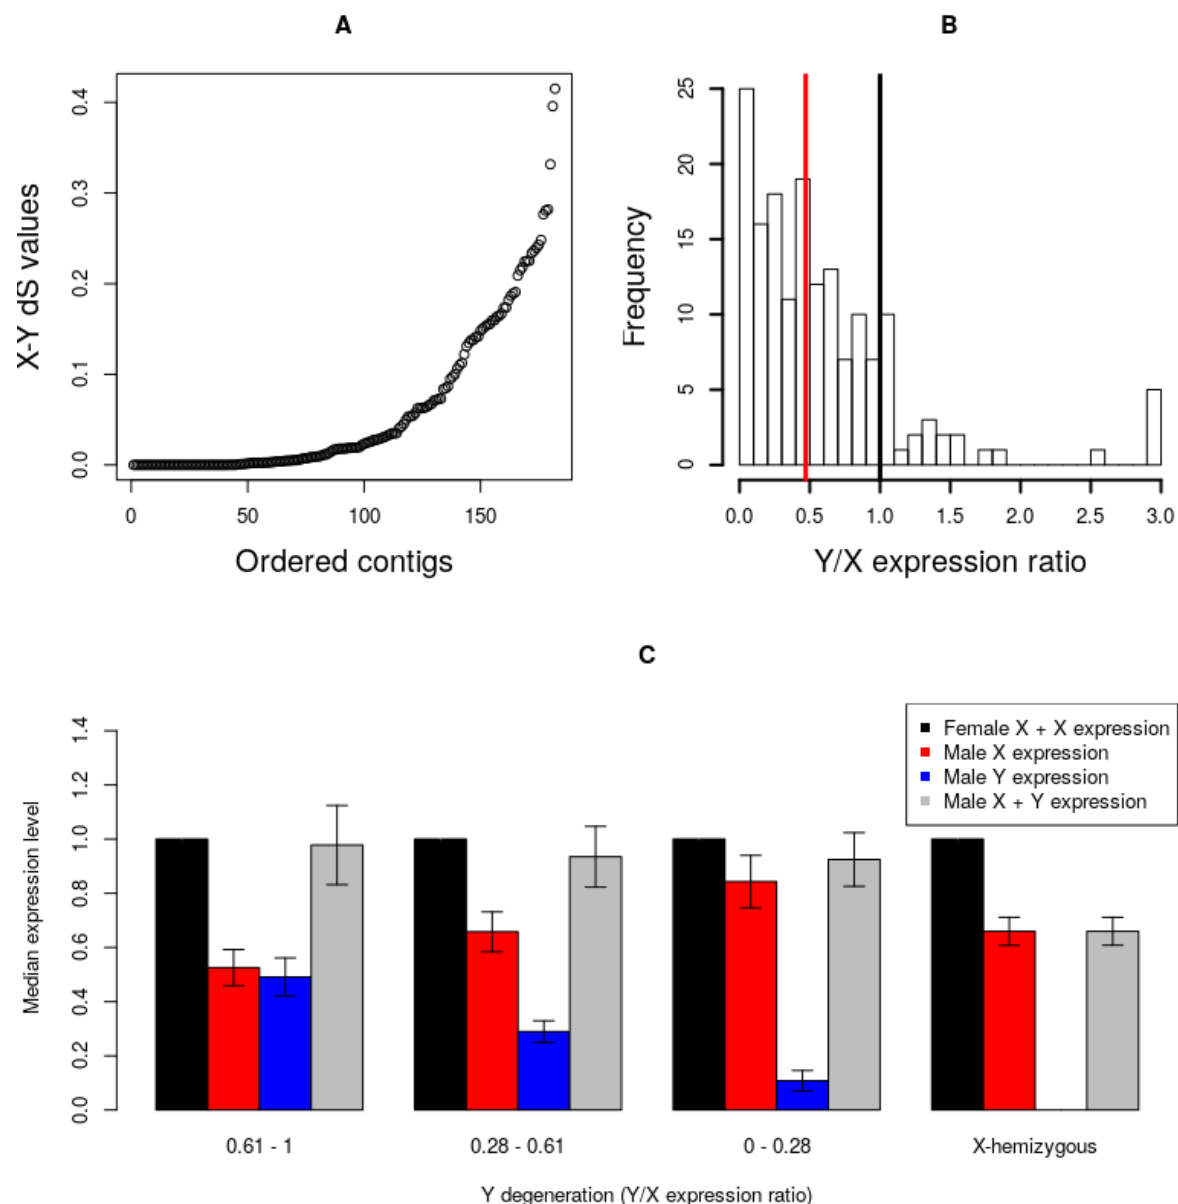 A
X-Y dS values
0.4
0.3
0.2
0.1
0.0
0 50 100 150
Ordered contigs
B
Frequency
25
20
15
10
5
0
0.0 0.5 1.0 1.5 2.0 2.5 3.0
Y/X expression ratio
C
Median expression level
1.4
1.2
1.0
0.8
0.6
0.4
0.2
0.0
Female X + X expression
Male X expression
Male Y expression
Male X + Y expression
0.61 - 1 0.28 - 0.61 0 - 0.28 X-hemizygous
Y degeneration (Y/X expression ratio)